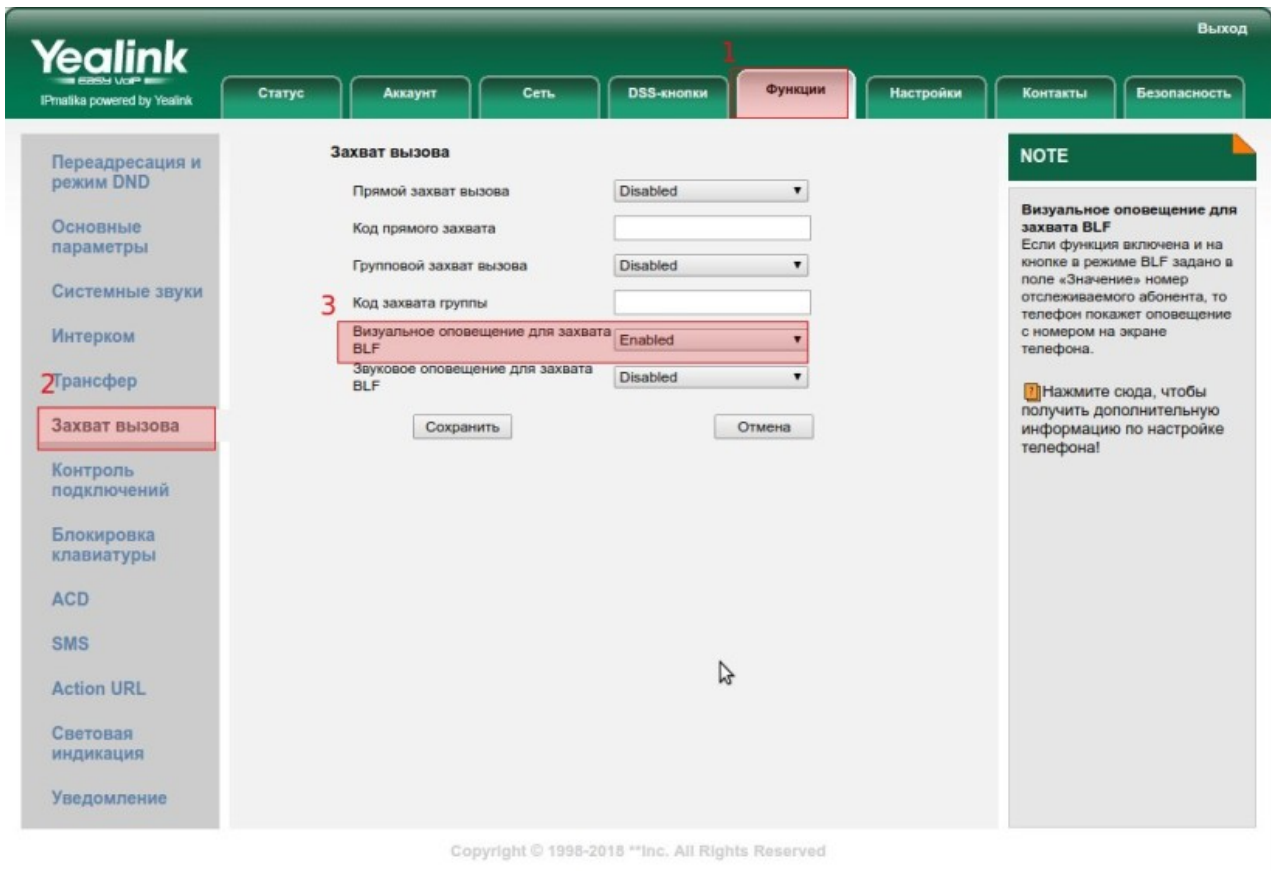 Выход
Yealink
EASY VoIP
IPmatika powered by Yealink
1
Статус
Аккаунт
Сеть
DSS-кнопки
Функции
Настройки
Контакты
Безопасность
Переадресация и
режим DND
Основные
параметры
Системные звуки
Интерком
2
Трансфер
Захват вызова
Контроль
подключений
Блокировка
клавиатуры
ACD
SMS
Action URL
Световая
индикация
Уведомление
Захват вызова
Прямой захват вызова
Disabled
Код прямого захвата
Групповой захват вызова
Disabled
3
Код захвата группы
Визуальное оповещение для захвата
BLF
Enabled
Звуковое оповещение для захвата
BLF
Disabled
Сохранить
Отмена
NOTE
Визуальное оповещение для
захвата BLF
Если функция включена и на
кнопке в режиме BLF задано в
поле «Значение» номер
отслеживаемого абонента, то
телефон покажет оповещение
с номером на экране
телефона.
Нажмите сюда, чтобы
получить дополнительную
информацию по настройке
телефона!
Copyright © 1998-2018 **Inc. All Rights Reserved